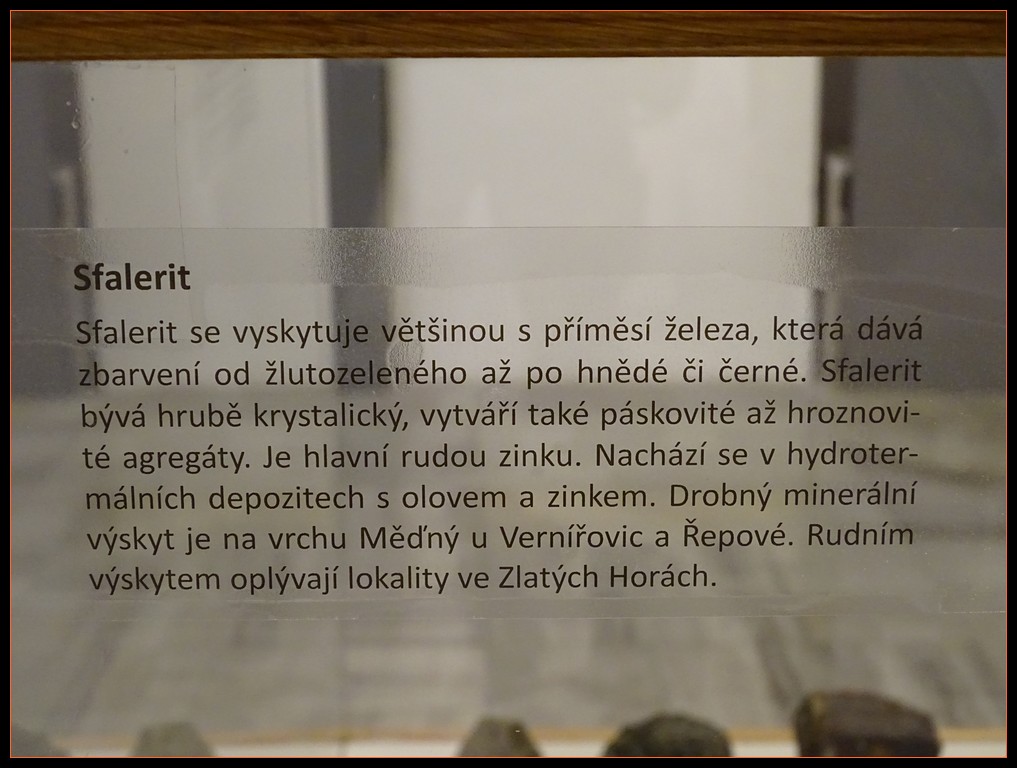 Sfalerit
Sfalerit se vyskytuje většinou s příměsí železa, která dává
zbarvení od žlutozeleného až po hnědé či černé. Sfalerit
bývá hrubě krystalický, vytváří také páskovité až hroznovi-
té agregáty. Je hlavní rudou zinku. Nachází se v hydroter-
málních depozitech s olovem a zinkem. Drobný minerální
výskyt je na vrchu Měďný u Vernířovic a Řepové. Rudním
výskytem oplývají lokality ve Zlatých Horách.